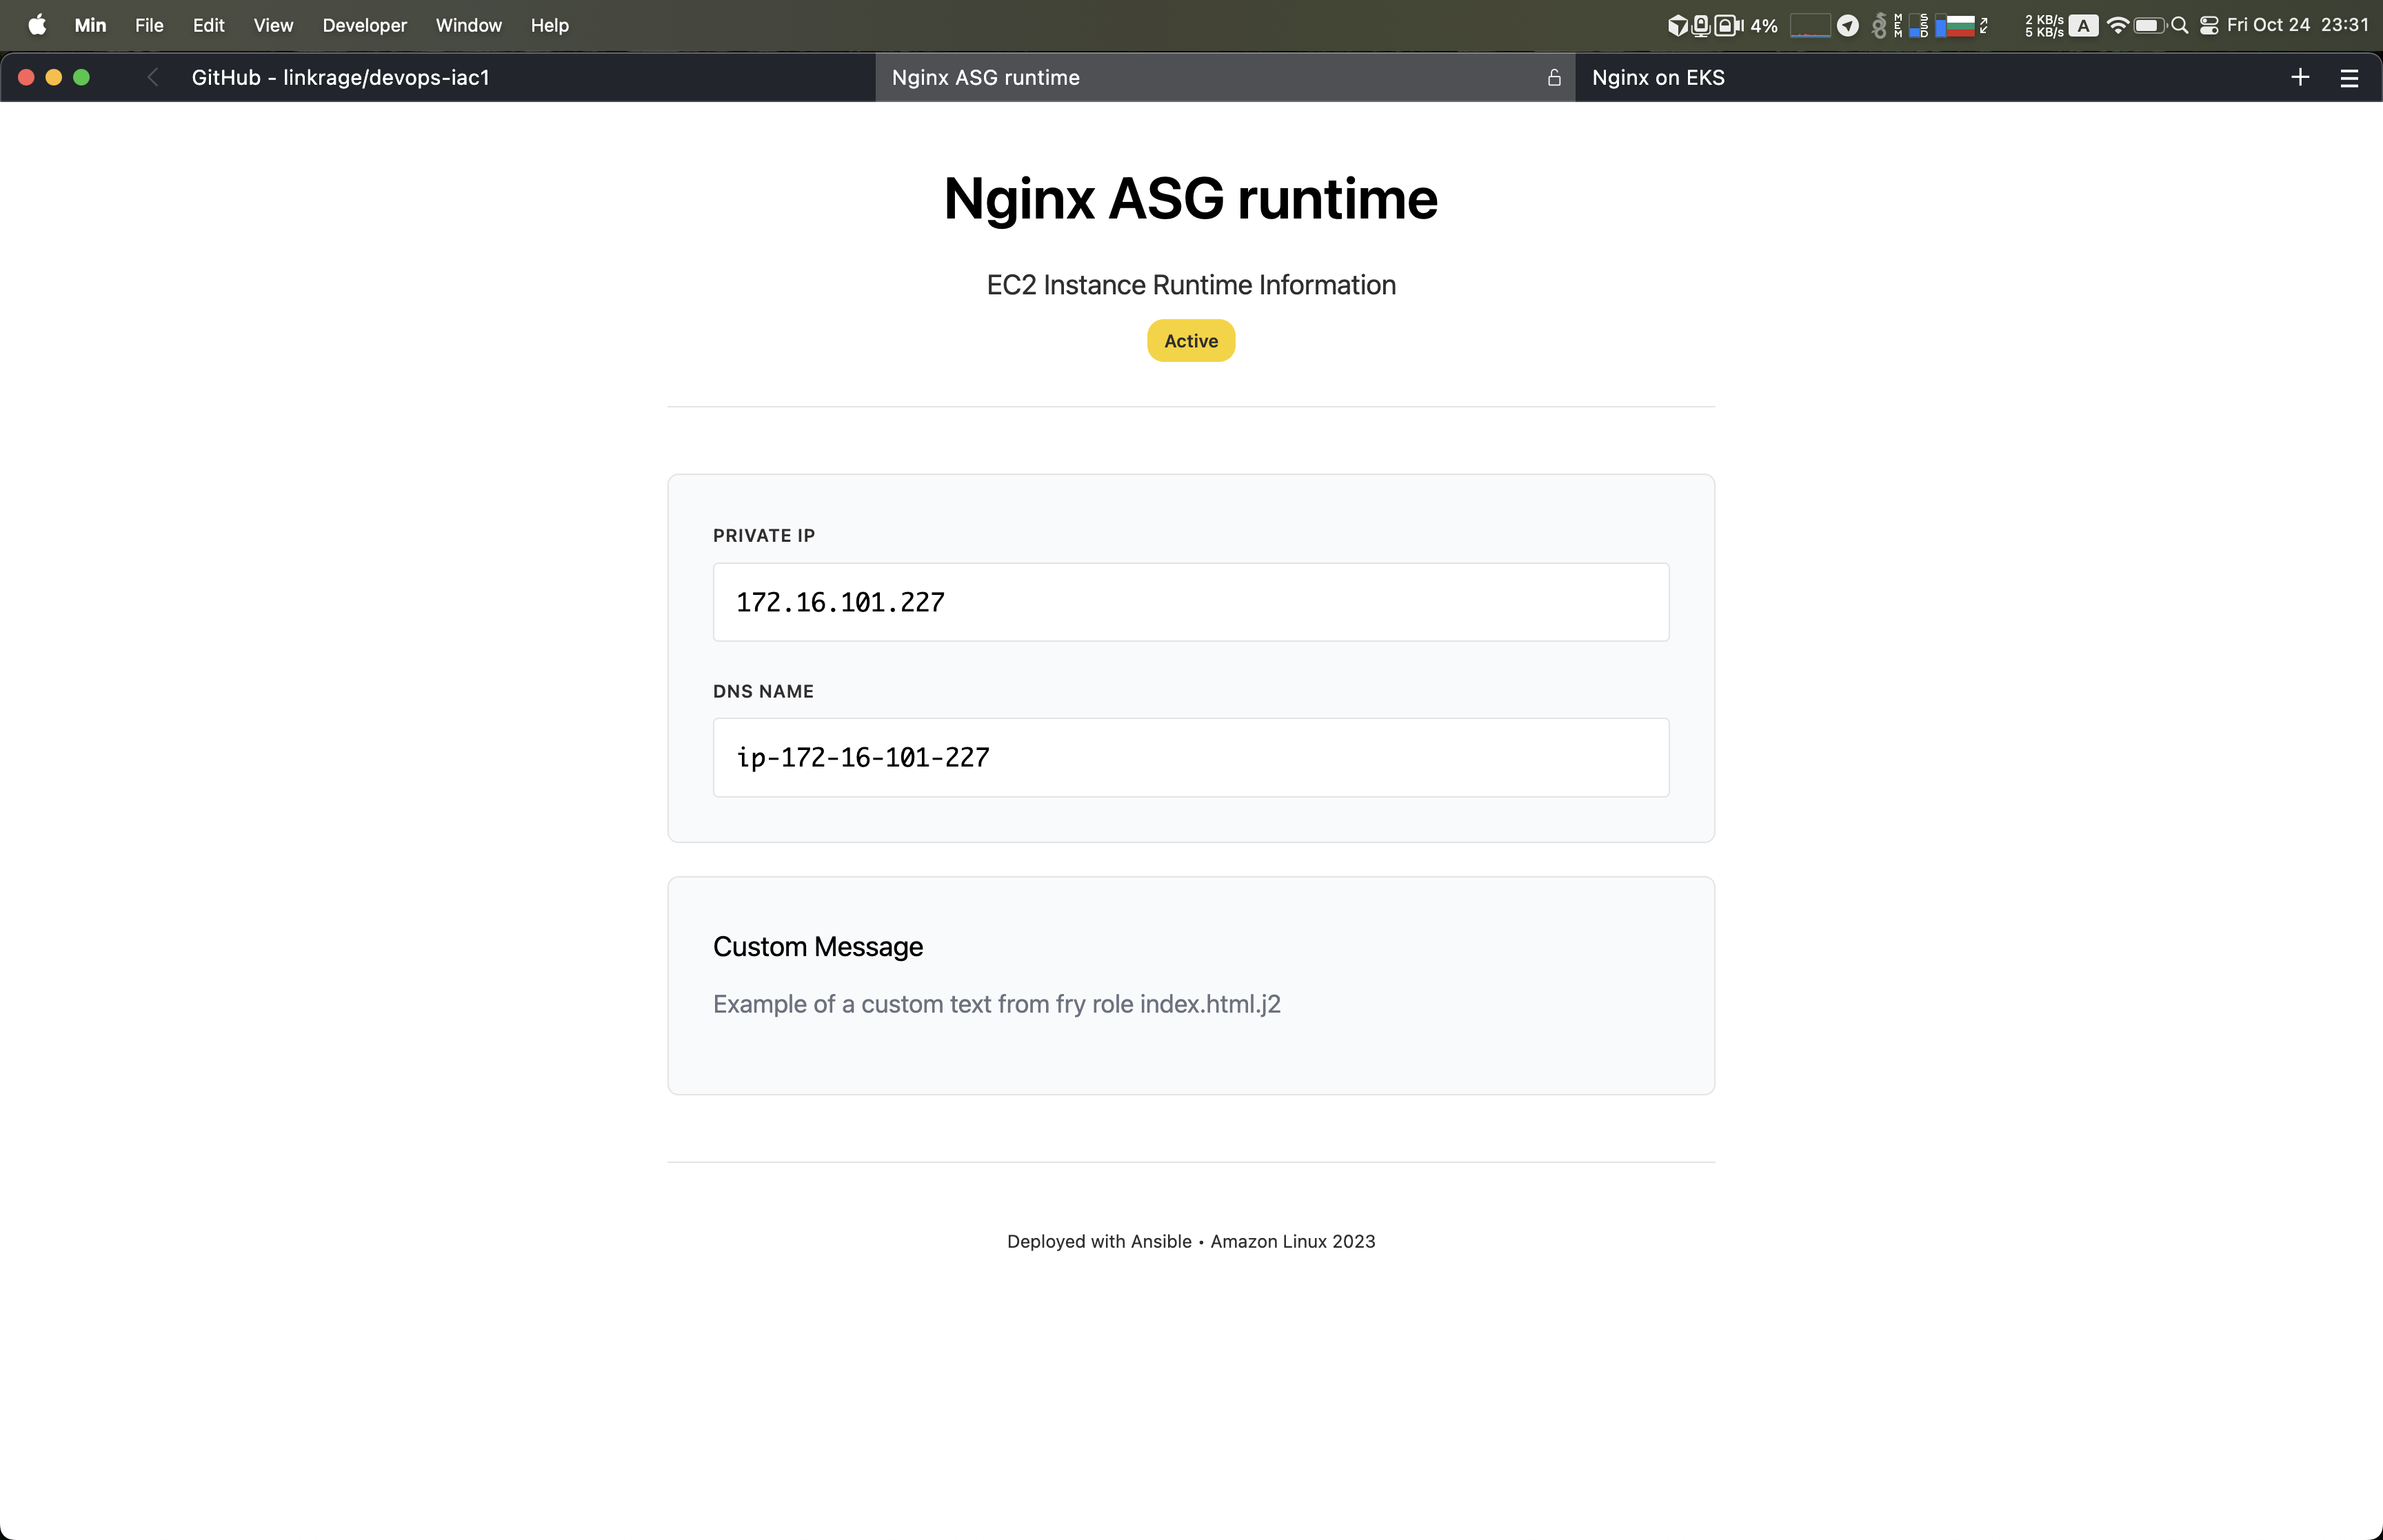 Min File Edit View Developer Window Help 4% MEM SSD 2 KB/s 5 KB/s A Fri Oct 24 23:31
GitHub - linkrage/devops-iac1 Nginx ASG runtime Nginx on EKS
Nginx ASG runtime
EC2 Instance Runtime Information
Active
PRIVATE IP
172.16.101.227
DNS NAME
ip-172-16-101-227
Custom Message
Example of a custom text from fry role index.html.j2
Deployed with Ansible • Amazon Linux 2023